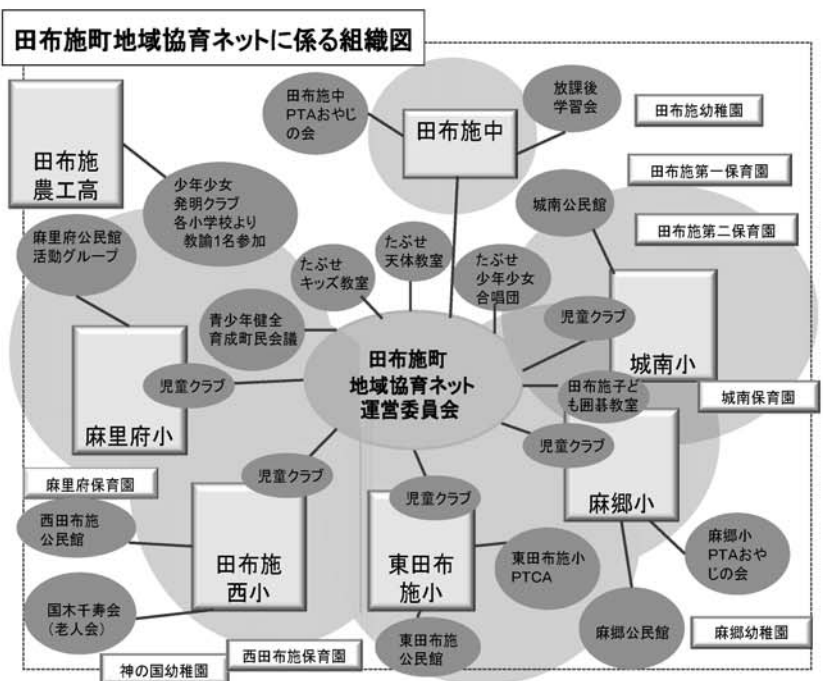 田布施町地域協育ネットに係る組織図
田布施
農工高
田布施中
PTAおやじ
の会
田布施中
放課後
学習会
田布施幼稚園
田布施第一保育園
田布施第二保育園
少年少女
発明クラブ
各小学校より
教諭1名参加
麻里府公民館
活動グループ
たぶせ
キッズ教室
たぶせ
天体教室
たぶせ
少年少女
合唱団
城南公民館
青少年健全
育成町民会議
田布施町
地域協育ネット
運営委員会
児童クラブ
城南小
児童クラブ
麻里府小
田布施子ど
も囲碁教室
城南保育園
児童クラブ
麻郷小
麻里府保育園
児童クラブ
田布施
西小
児童クラブ
東田布
施小
西田布施
公民館
国木千寿会
(老人会)
東田布施小
PTCA
麻郷小
PTAおや
じの会
東田布施
公民館
麻郷公民館
麻郷幼稚園
西田布施保育園
神の国幼稚園